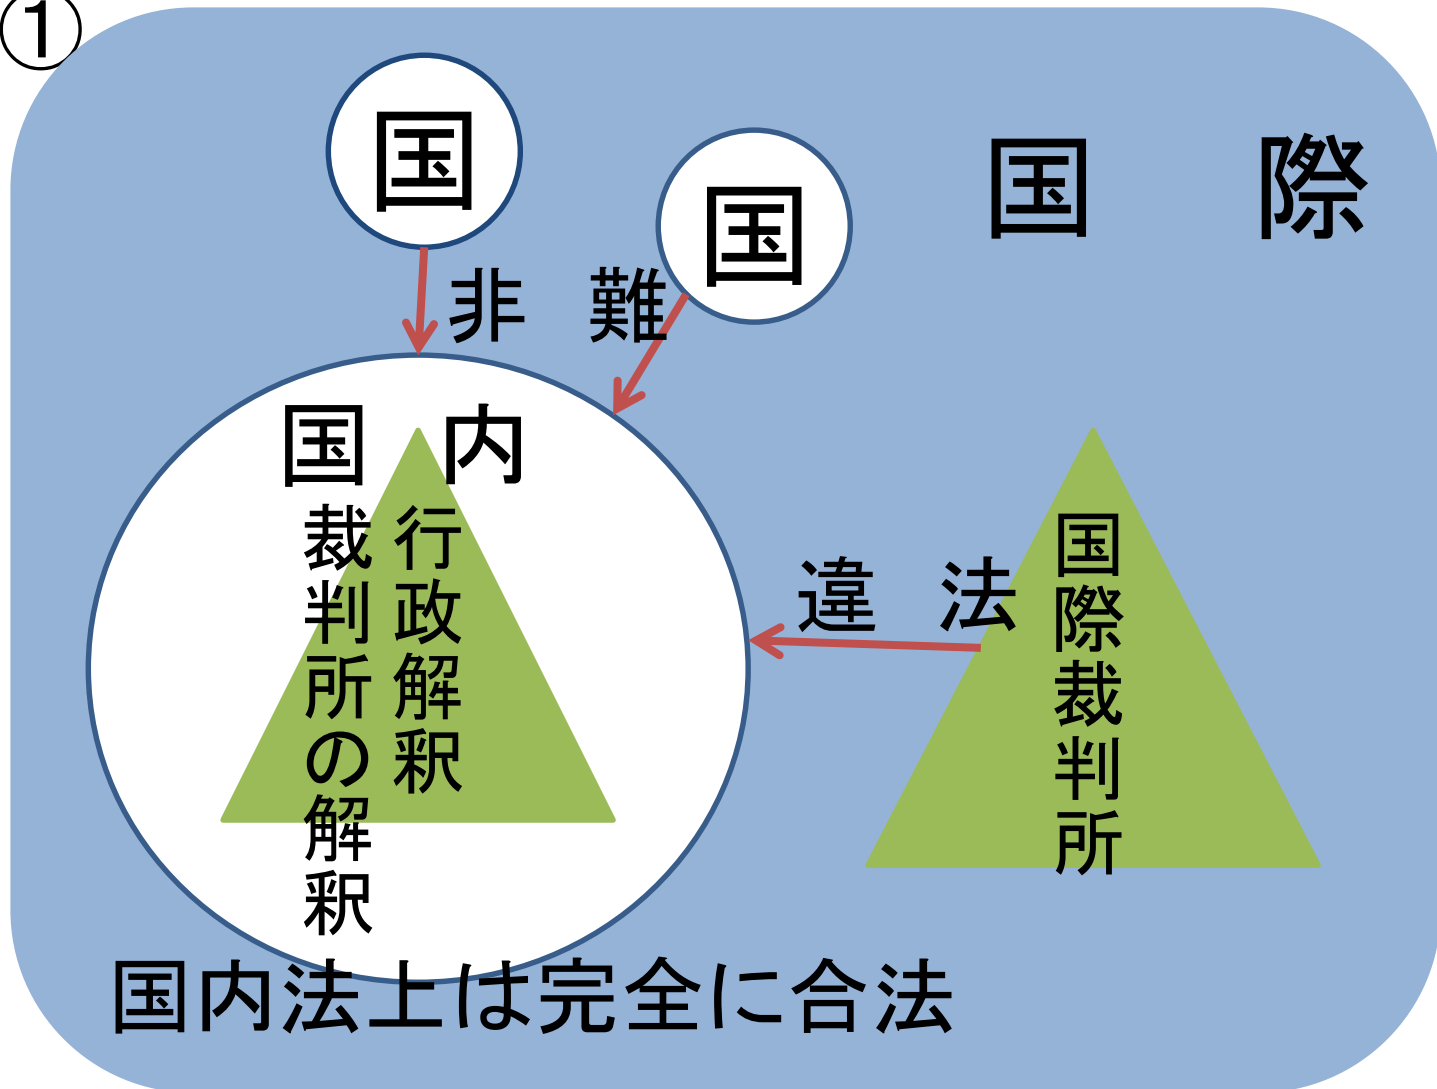 ①
国
国
国 際
非 難
国 内
行政解釈
裁判所の解釈
違 法
国際裁判所
国内法上は完全に合法